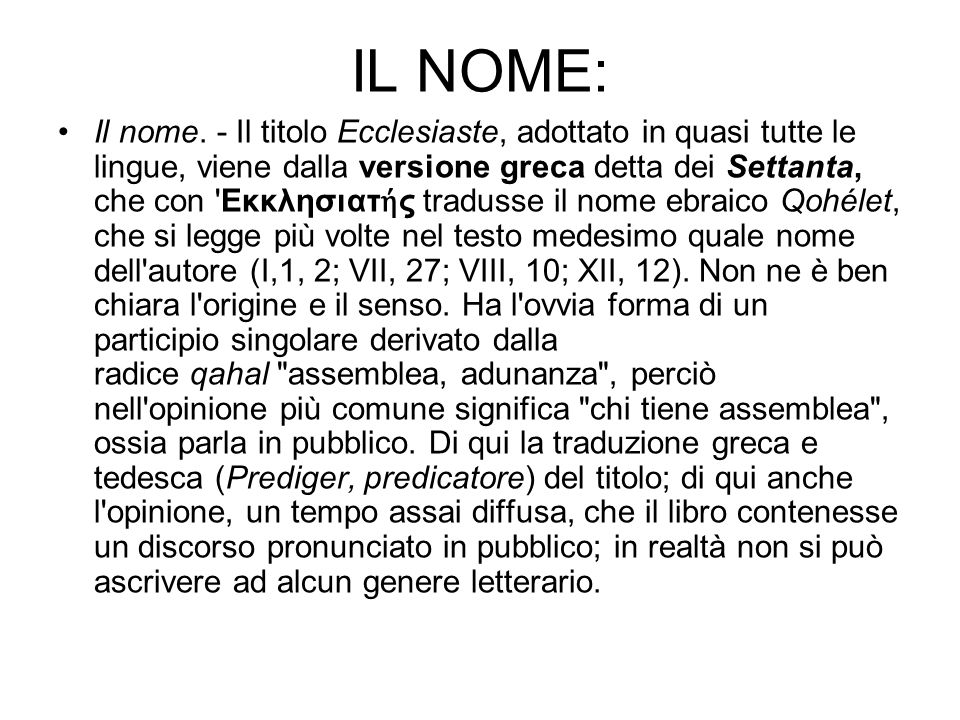 IL NOME:
• Il nome. - Il titolo Ecclesiaste, adottato in quasi tutte le
lingue, viene dalla versione greca detta dei Settanta,
che con 'Εκκλησιατής tradusse il nome ebraico Qohélet,
che si legge più volte nel testo medesimo quale nome
dell'autore (I,1, 2; VII, 27; VIII, 10; XII, 12). Non ne è ben
chiara l'origine e il senso. Ha l'ovvia forma di un
participio singolare derivato dalla
radice qahal "assemblea, adunanza", perciò
nell'opinione più comune significa "chi tiene assemblea",
ossia parla in pubblico. Di qui la traduzione greca e
tedesca (Prediger, predicatore) del titolo; di qui anche
l'opinione, un tempo assai diffusa, che il libro contenesse
un discorso pronunciato in pubblico; in realtà non si può
ascrivere ad alcun genere letterario.